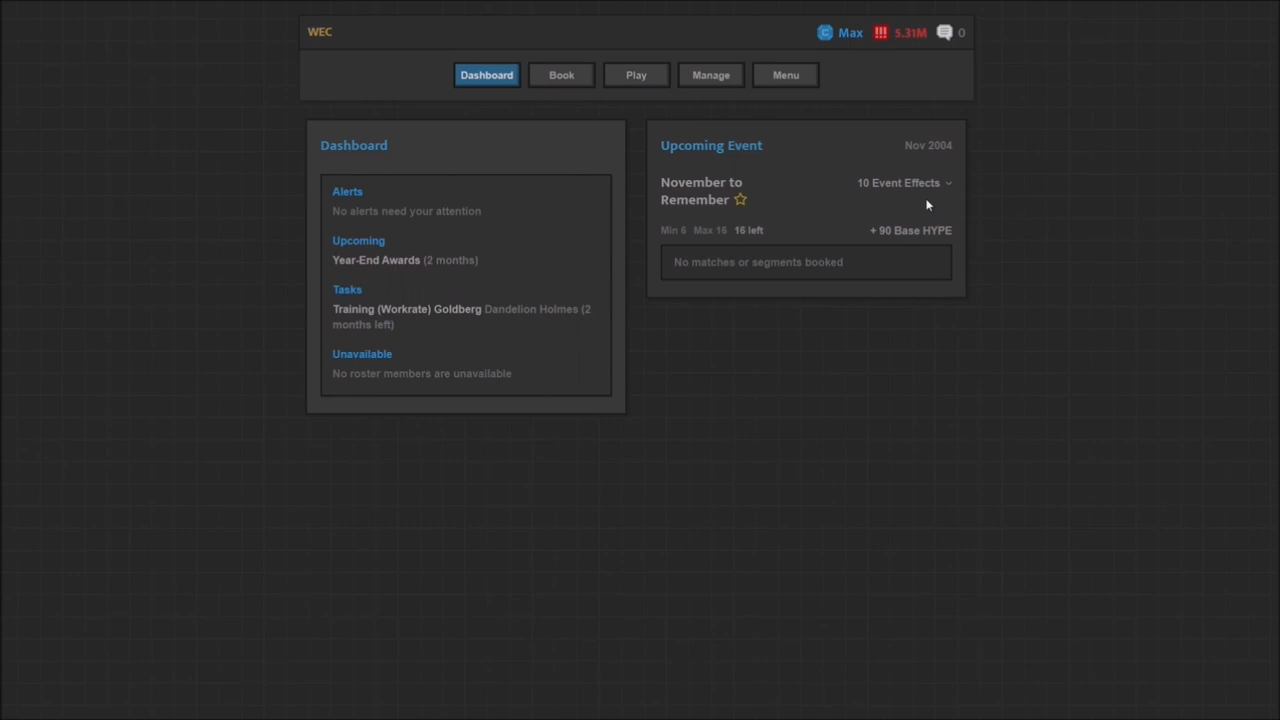 WEC
Max 5.31M 0
Dashboard Book Play Manage Menu
Dashboard
Alerts
No alerts need your attention
Upcoming
Year-End Awards (2 months)
Tasks
Training (Workrate) Goldberg Dandelion Holmes (2
months left)
Unavailable
No roster members are unavailable
Upcoming Event Nov 2004
November to
Remember
10 Event Effects
Min 6 Max 16 16 left + 90 Base HYPE
No matches or segments booked